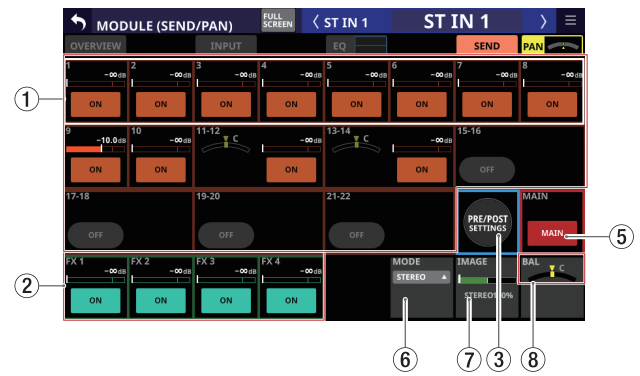 MODULE (SEND/PAN)
FULL SCREEN
ST IN 1
ST IN 1
OVERVIEW
INPUT
EQ
SEND
PAN
1
2
3
4
5
6
7
8
-∞dB
-∞dB
-∞dB
-∞dB
-∞dB
-∞dB
-∞dB
-∞dB
ON
ON
ON
ON
ON
ON
ON
ON
①
9
10
11-12
13-14
15-16
-10.0dB
-∞dB
C
-∞dB
C
-∞dB
ON
ON
ON
ON
OFF
17-18
19-20
21-22
PRE/POST
SETTINGS
MAIN
OFF
OFF
OFF
MAIN
⑤
FX 1
FX 2
FX 3
FX 4
MODE
IMAGE
BAL
-∞dB
-∞dB
-∞dB
-∞dB
STEREO
C
ON
ON
ON
ON
STEREO100%
②
⑥
⑦
③
⑧